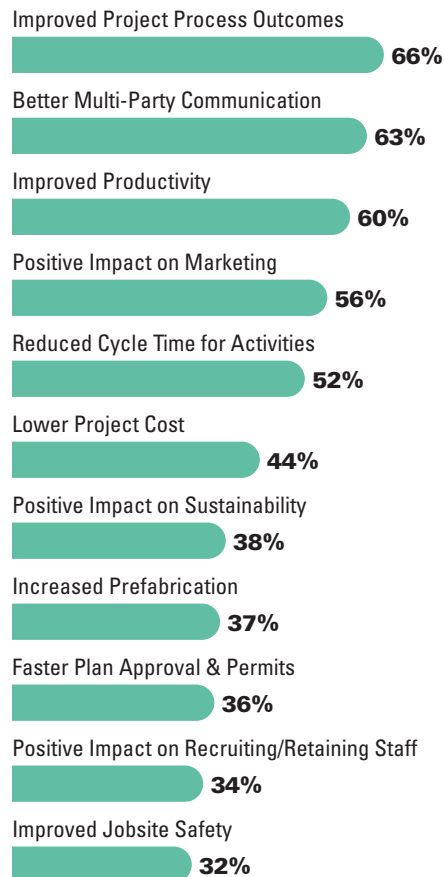 Improved Project Process Outcomes
66%
Better Multi-Party Communication
63%
Improved Productivity
60%
Positive Impact on Marketing
56%
Reduced Cycle Time for Activities
52%
Lower Project Cost
44%
Positive Impact on Sustainability
38%
Increased Prefabrication
37%
Faster Plan Approval & Permits
36%
Positive Impact on Recruiting/Retaining Staff
34%
Improved Jobsite Safety
32%